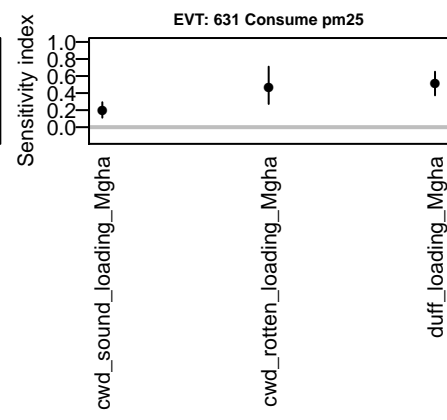 EVT: 631 Consume pm25
Sensitivity index
1.0
0.8
0.6
0.4
0.2
0.0
cwd_sound_loading_Mgha
cwd_rotten_loading_Mgha
duff_loading_Mgha